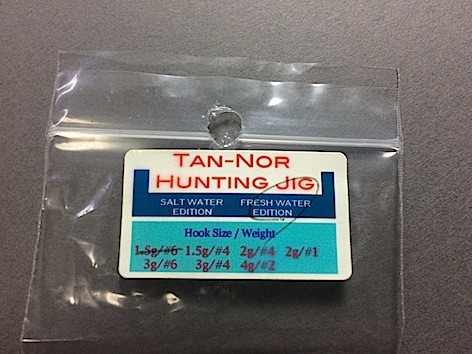 TAN-NOR
HUNTING JIG
SALT WATER EDITION
FRESH WATER EDITION
Hook Size / Weight
1.5g/#6 1.5g/#4 2g/#4 2g/#1
3g/#6 3g/#4 4g/#2